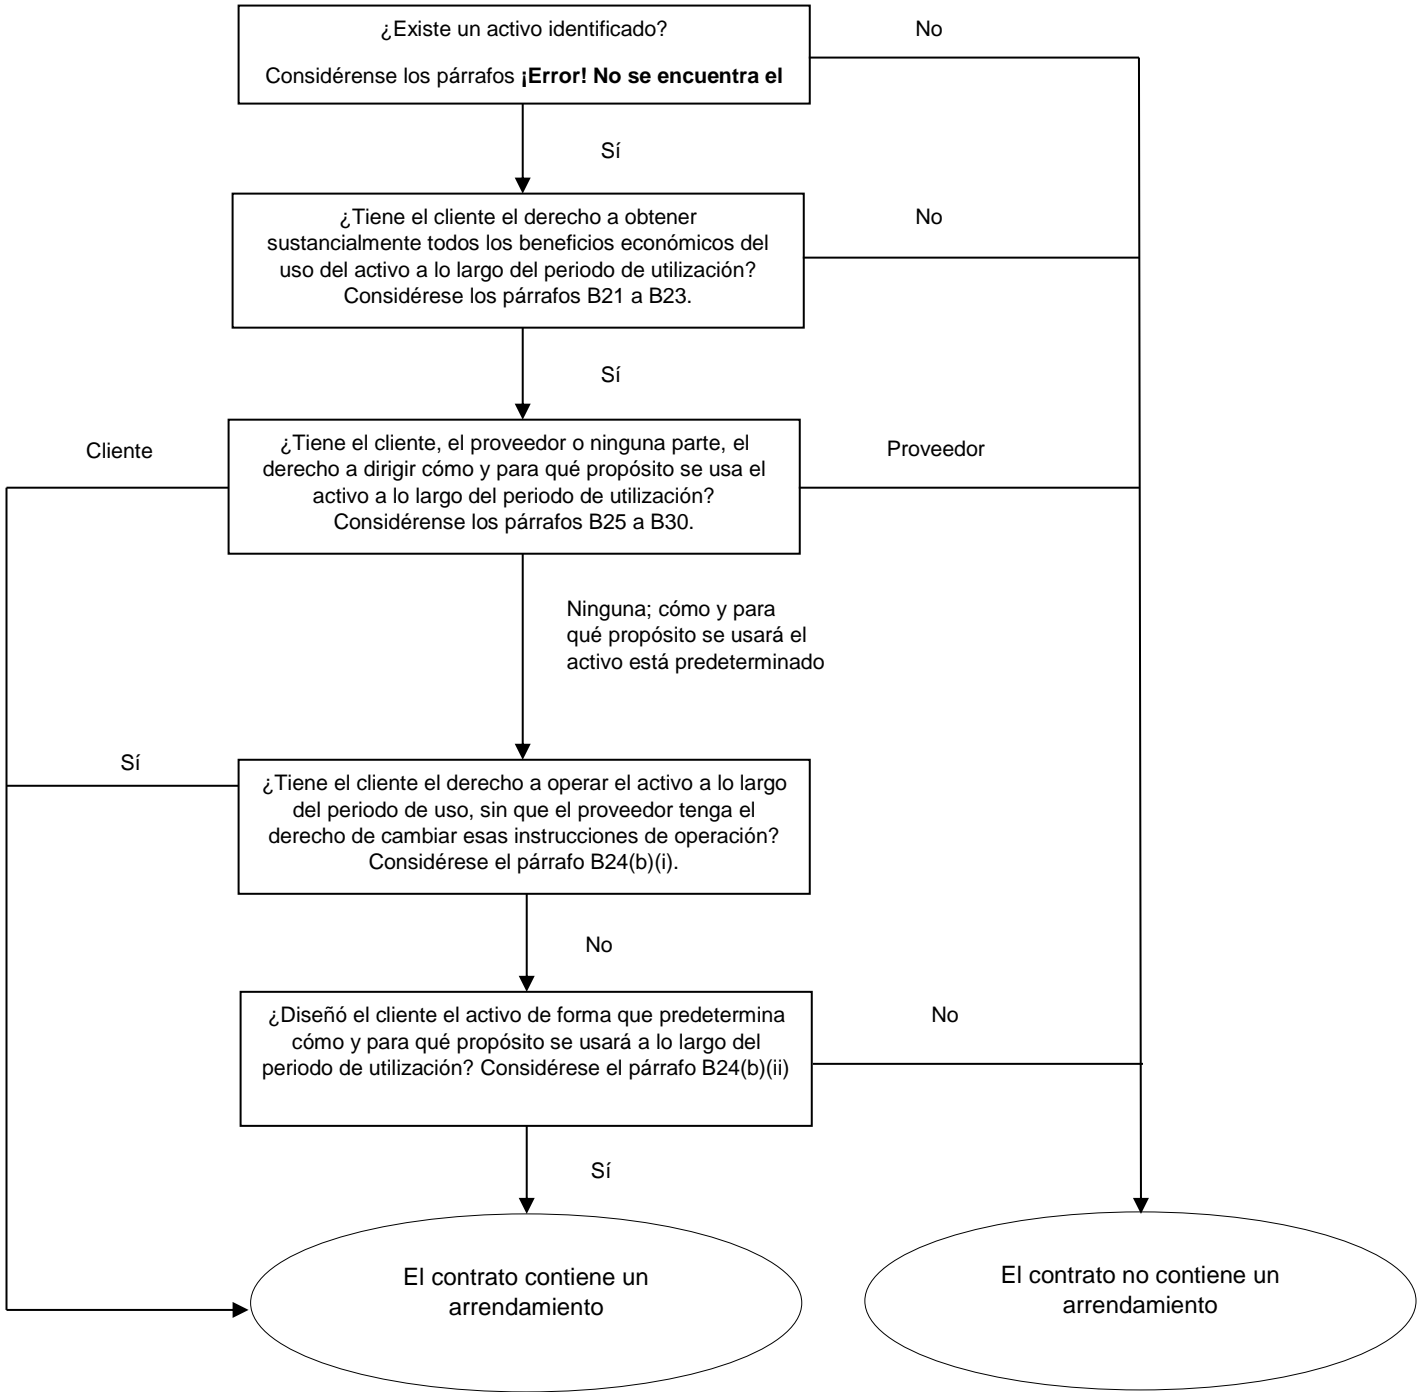 ¿Existe un activo identificado?
No
Considérense los párrafos ¡Error! No se encuentra el
Sí
¿Tiene el cliente el derecho a obtener
sustancialmente todos los beneficios económicos del
uso del activo a lo largo del periodo de utilización?
Considérese los párrafos B21 a B23.
No
Sí
Cliente
¿Tiene el cliente, el proveedor o ninguna parte, el
derecho a dirigir cómo y para qué propósito se usa el
activo a lo largo del periodo de utilización?
Considérense los párrafos B25 a B30.
Proveedor
Ninguna; cómo y para
qué propósito se usará el
activo está predeterminado
Sí
¿Tiene el cliente el derecho a operar el activo a lo largo
del periodo de uso, sin que el proveedor tenga el
derecho de cambiar esas instrucciones de operación?
Considérese el párrafo B24(b)(i).
No
¿Diseñó el cliente el activo de forma que predetermina
cómo y para qué propósito se usará a lo largo del
periodo de utilización? Considérese el párrafo B24(b)(ii)
No
Sí
El contrato contiene un
arrendamiento
El contrato no contiene un
arrendamiento